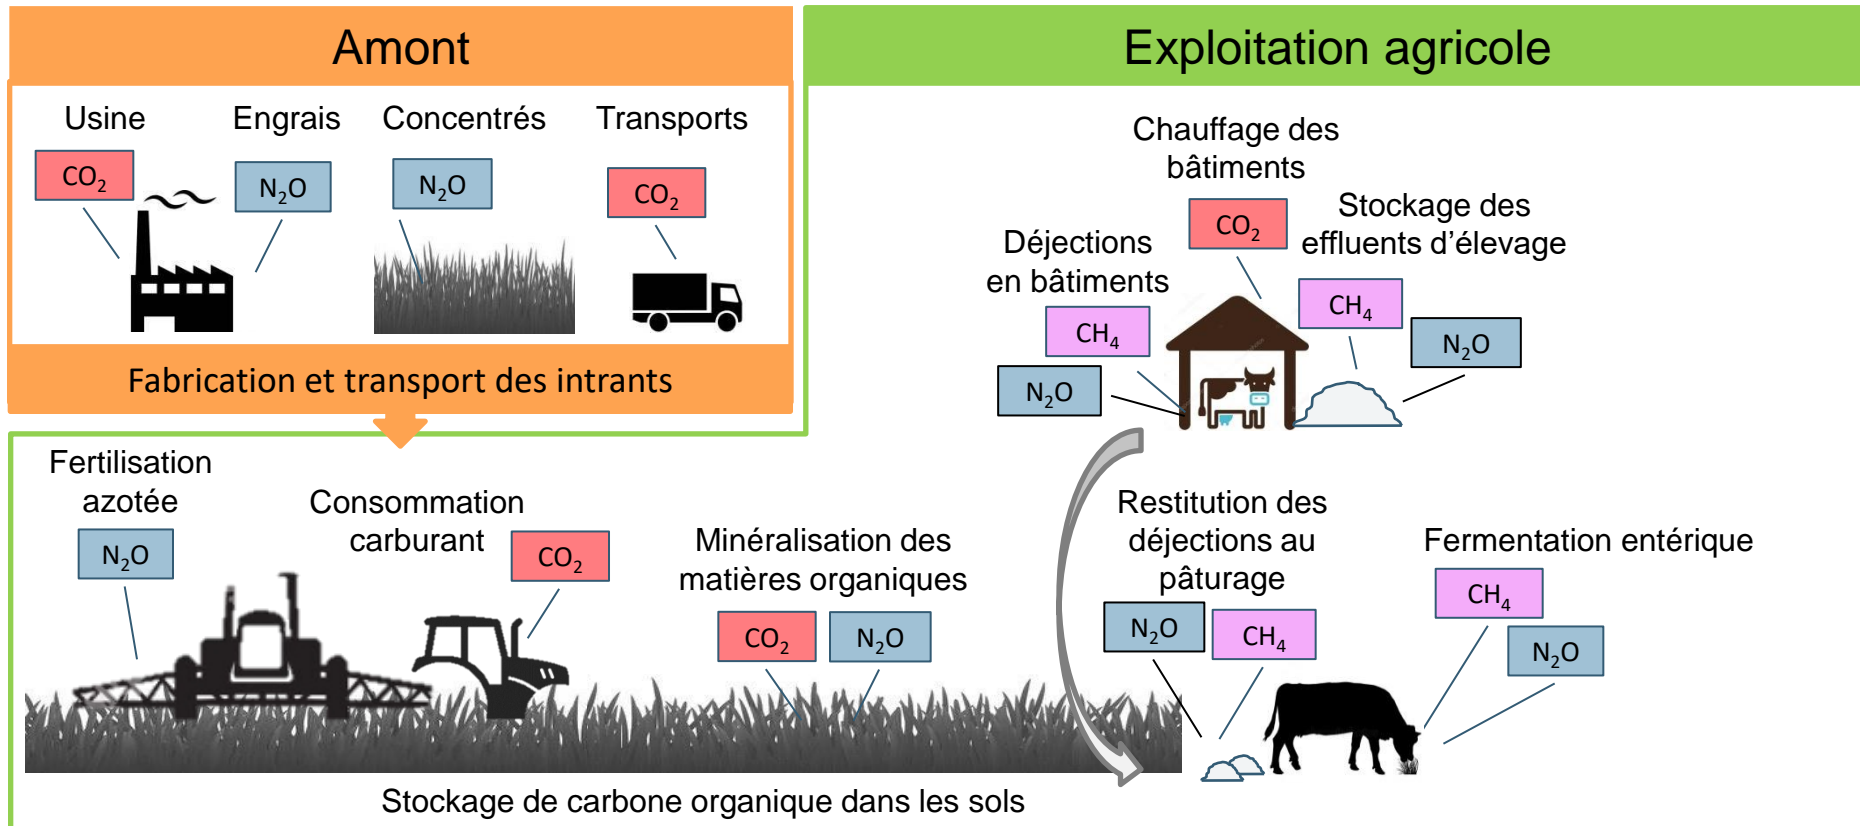 Amont
Exploitation agricole
Usine
Engrais
Concentrés
Transports
CO₂
N₂O
N₂O
CO₂
Fabrication et transport des intrants
Chauffage des
bâtiments
CO₂
Stockage des
effluents d’élevage
CH₄
N₂O
Déjections
en bâtiments
CH₄
N₂O
Fertilisation
azotée
N₂O
Consommation
carburant
CO₂
Minéralisation des
matières organiques
CO₂
N₂O
Restitution des
déjections au
pâturage
N₂O
CH₄
Fermentation entérique
CH₄
N₂O
Stockage de carbone organique dans les sols